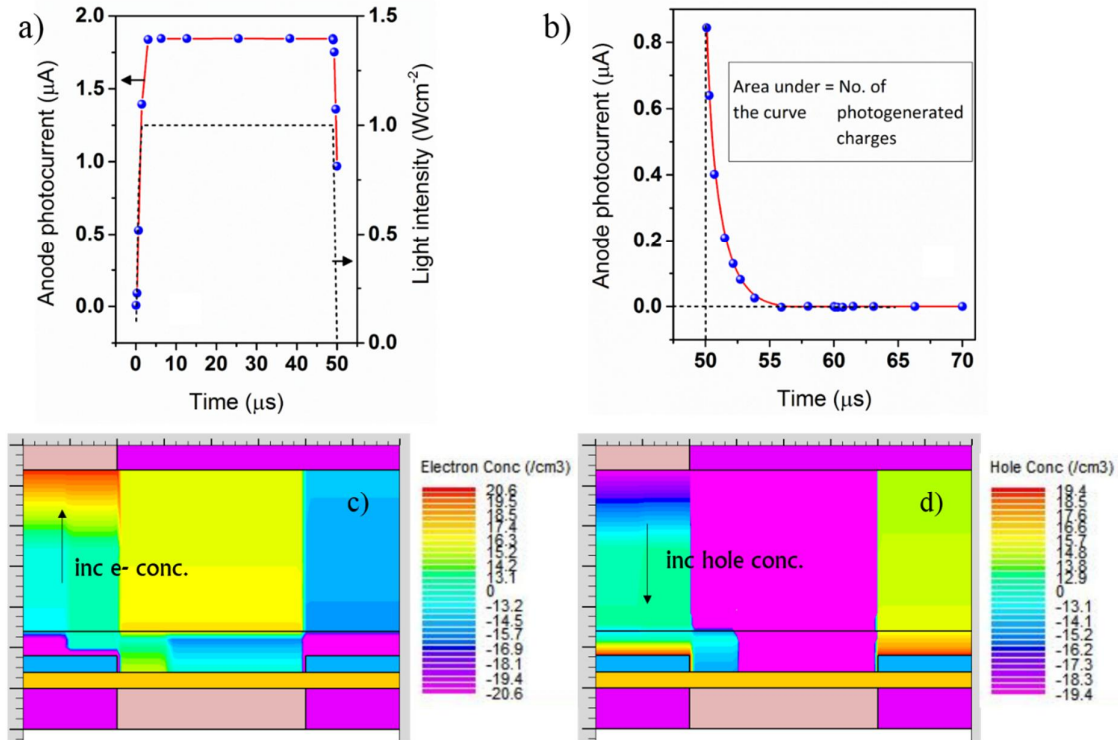 a)
2.0
1.5
1.0
0.5
0.0
Anode photocurrent (μA)
1.5
1.0
0.5
0.0
Light intensity (Wcm⁻²)
0 10 20 30 40 50
Time (μs)
b)
0.8
0.6
0.4
0.2
0.0
Anode photocurrent (μA)
Area under = No. of
the curve photogenerated
charges
50 55 60 65 70
Time (μs)
c)
inc e- conc.
Electron Conc (/cm3)
20.6
19.5
18.5
17.4
16.3
15.2
14.2
13.1
0
-13.2
-14.5
-15.7
-16.9
-18.1
-19.4
-20.6
d)
inc hole conc.
Hole Conc (/cm3)
19.4
18.5
17.6
16.6
15.7
14.8
13.8
12.9
0
-13.1
-14.1
-15.2
-16.2
-17.3
-18.3
-19.4